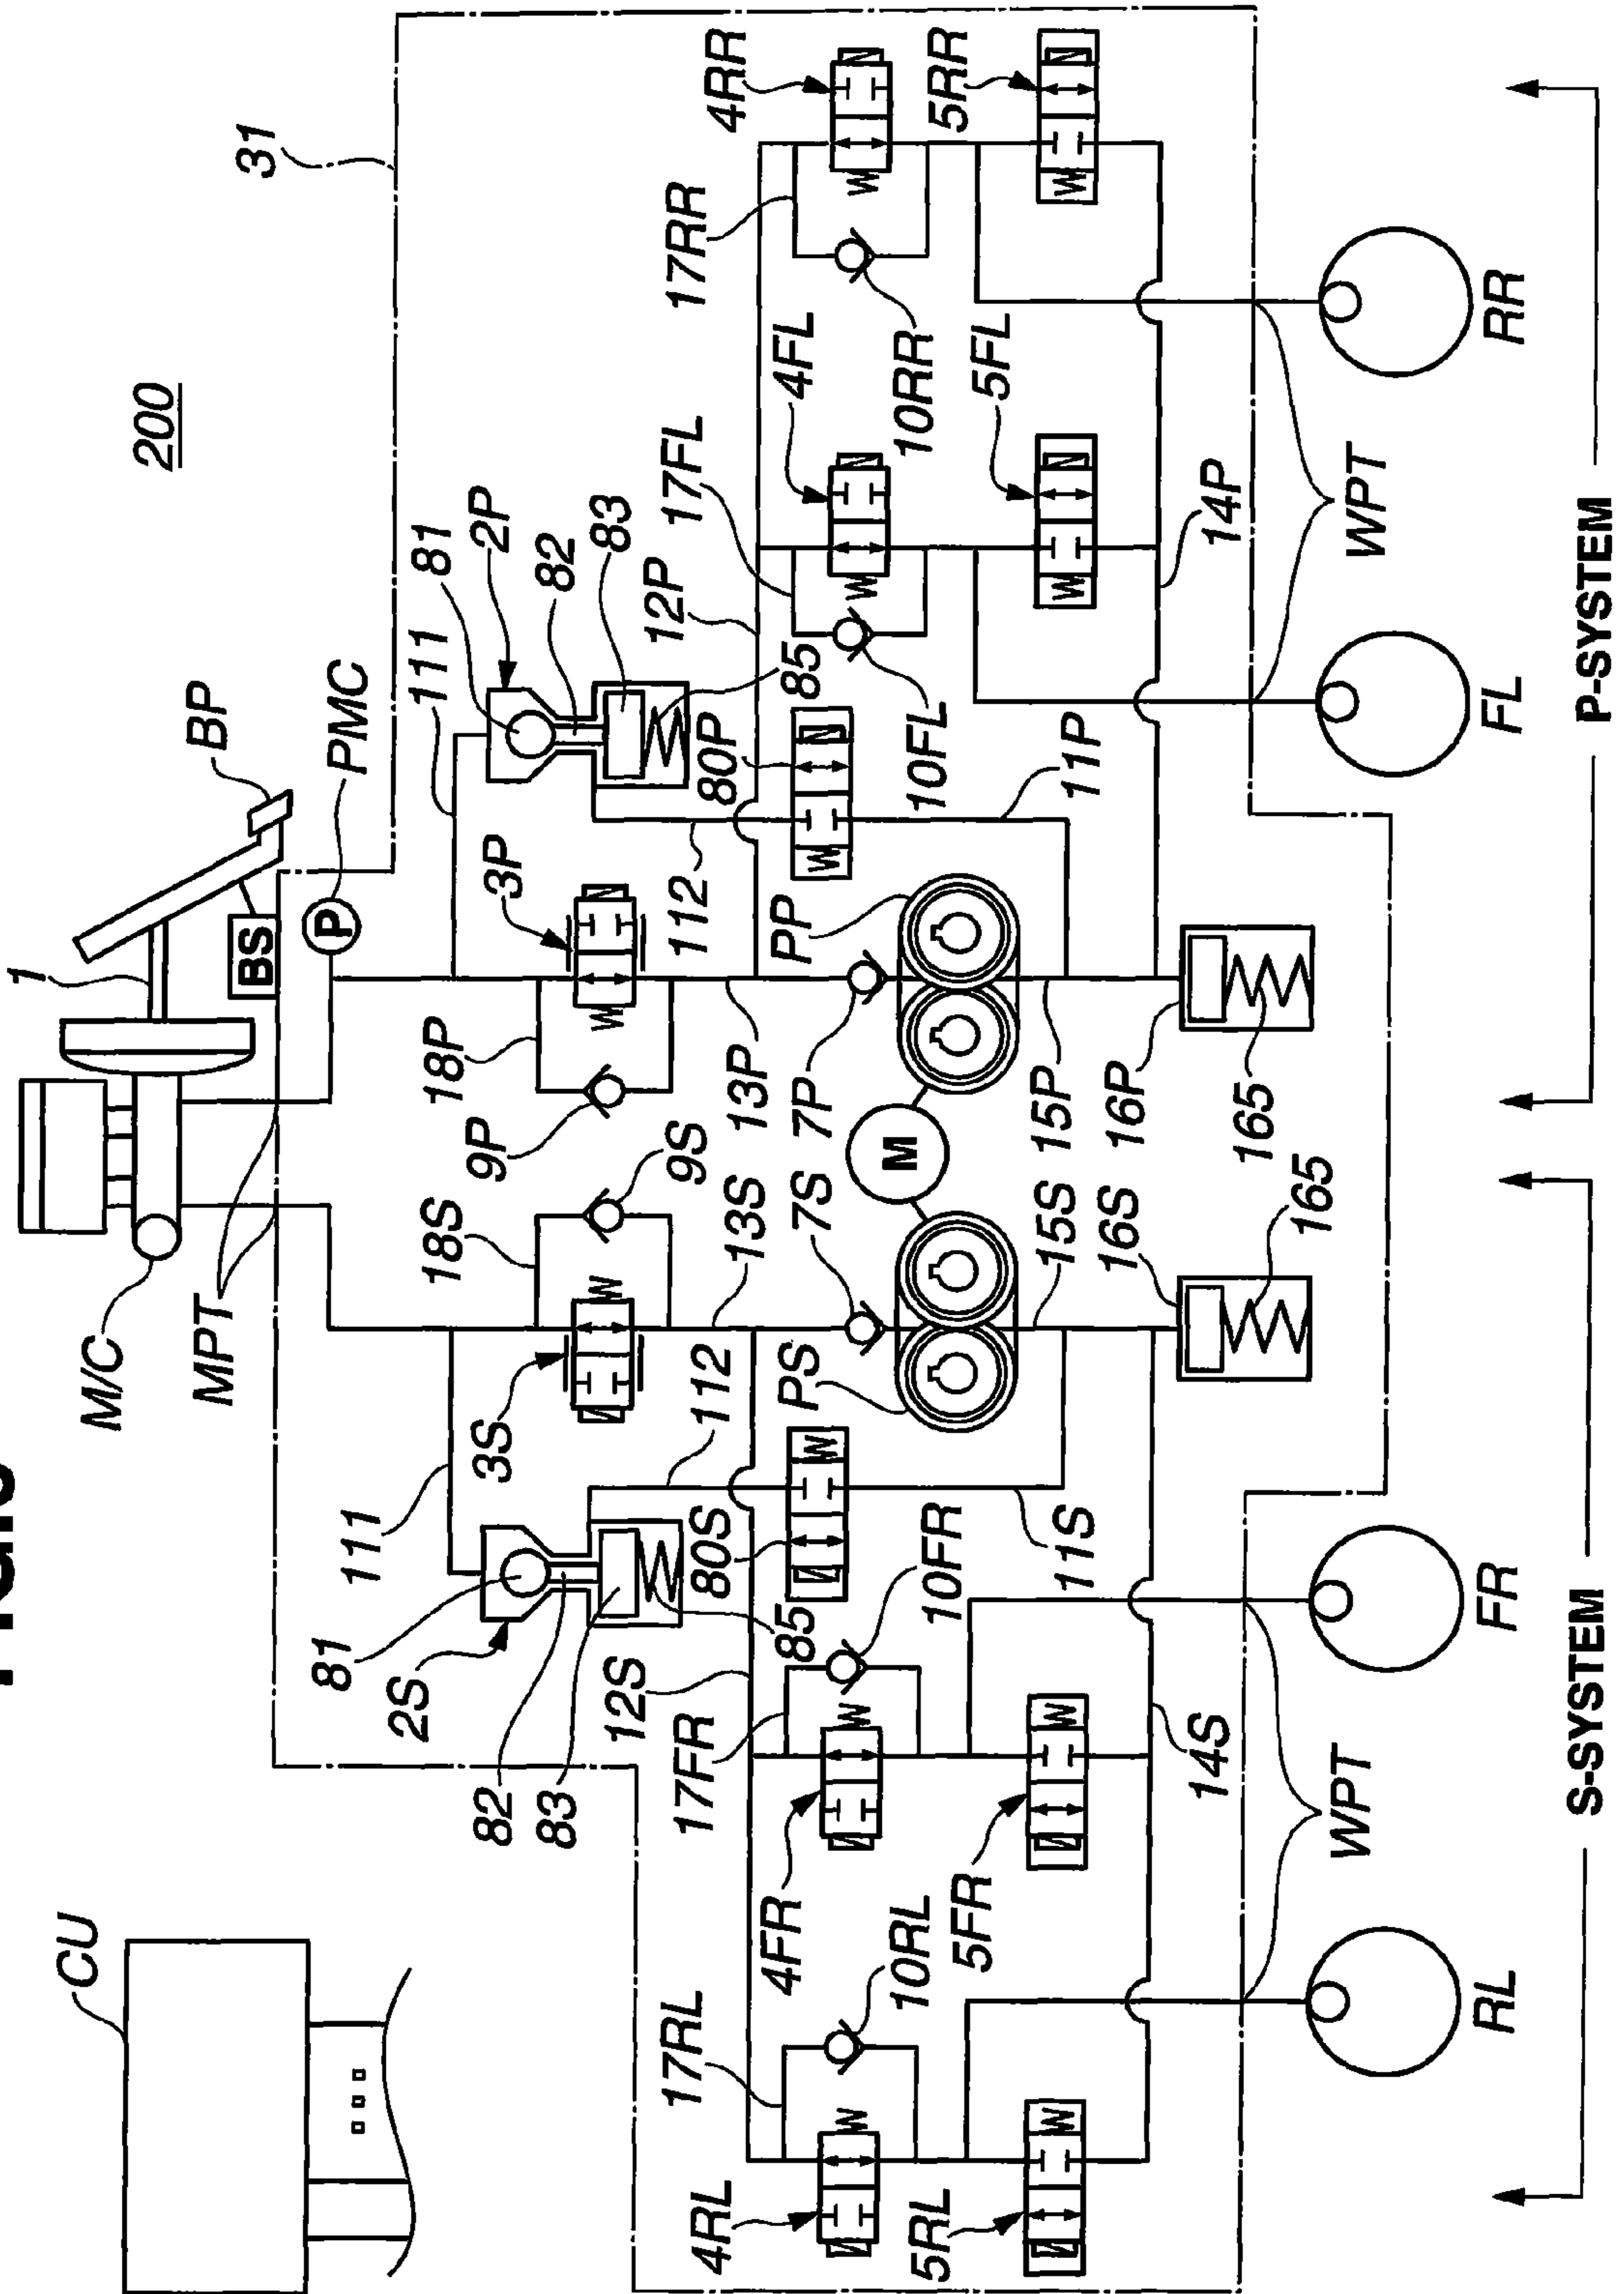 CU
M/C
1
BP
200
31
MPT
BS
P
PMC
81
111
111
81
2P
2S
18S
18P
82
82
3S
3P
83
83
9S
9P
12S
12P
85
85
17RL
17FR
17FL
17RR
4RL
4FR
4FL
4RR
112
112
80S
80P
13S
13P
7S
7P
PS
PP
M
10RL
10FR
10FL
10RR
5RL
5FR
5FL
5RR
11S
11P
15S
15P
16S
16P
14S
14P
165
165
WPT
WPT
RL
FR
FL
RR
S-SYSTEM
P-SYSTEM